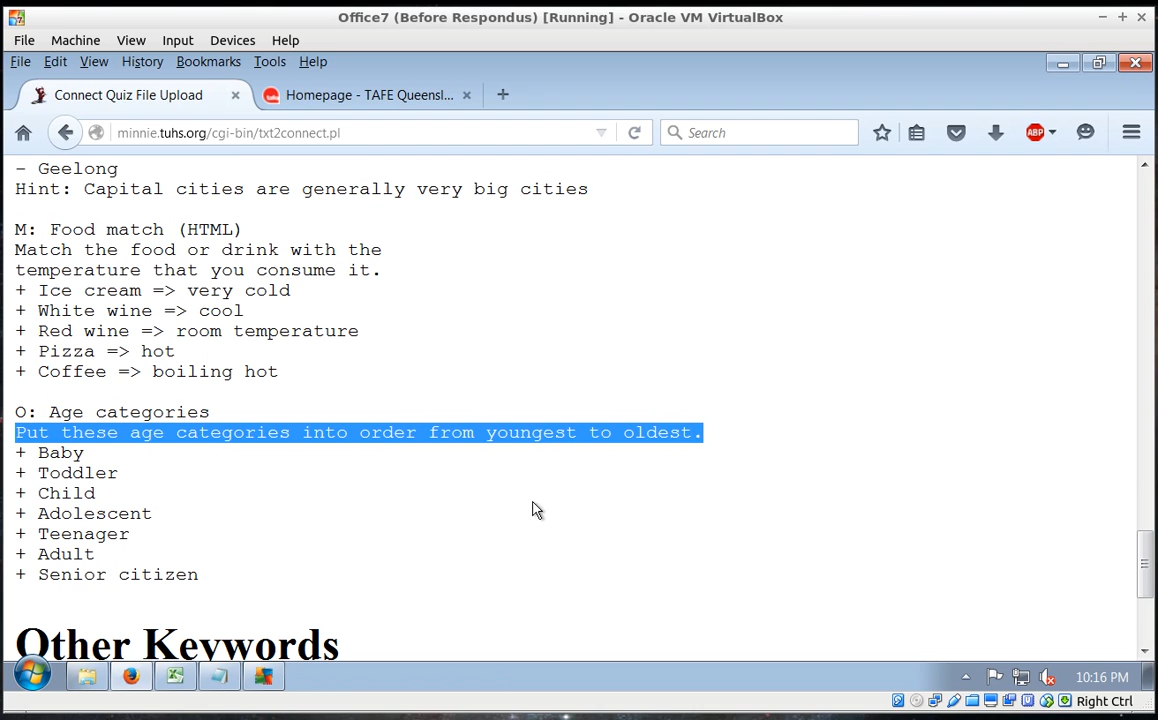 Office7 (Before Respondus) [Running] - Oracle VM VirtualBox
File Machine View Input Devices Help
File Edit View History Bookmarks Tools Help
Connect Quiz File Upload
Homepage - TAFE Queensl...
minnie.tuhs.org/cgi-bin/txt2connect.pl
Search
ABP
- Geelong
Hint: Capital cities are generally very big cities
M: Food match (HTML)
Match the food or drink with the
temperature that you consume it.
+ Ice cream => very cold
+ White wine => cool
+ Red wine => room temperature
+ Pizza => hot
+ Coffee => boiling hot
O: Age categories
Put these age categories into order from youngest to oldest.
+ Baby
+ Toddler
+ Child
+ Adolescent
+ Teenager
+ Adult
+ Senior citizen
Other Keywords
10:16 PM
Right Ctrl